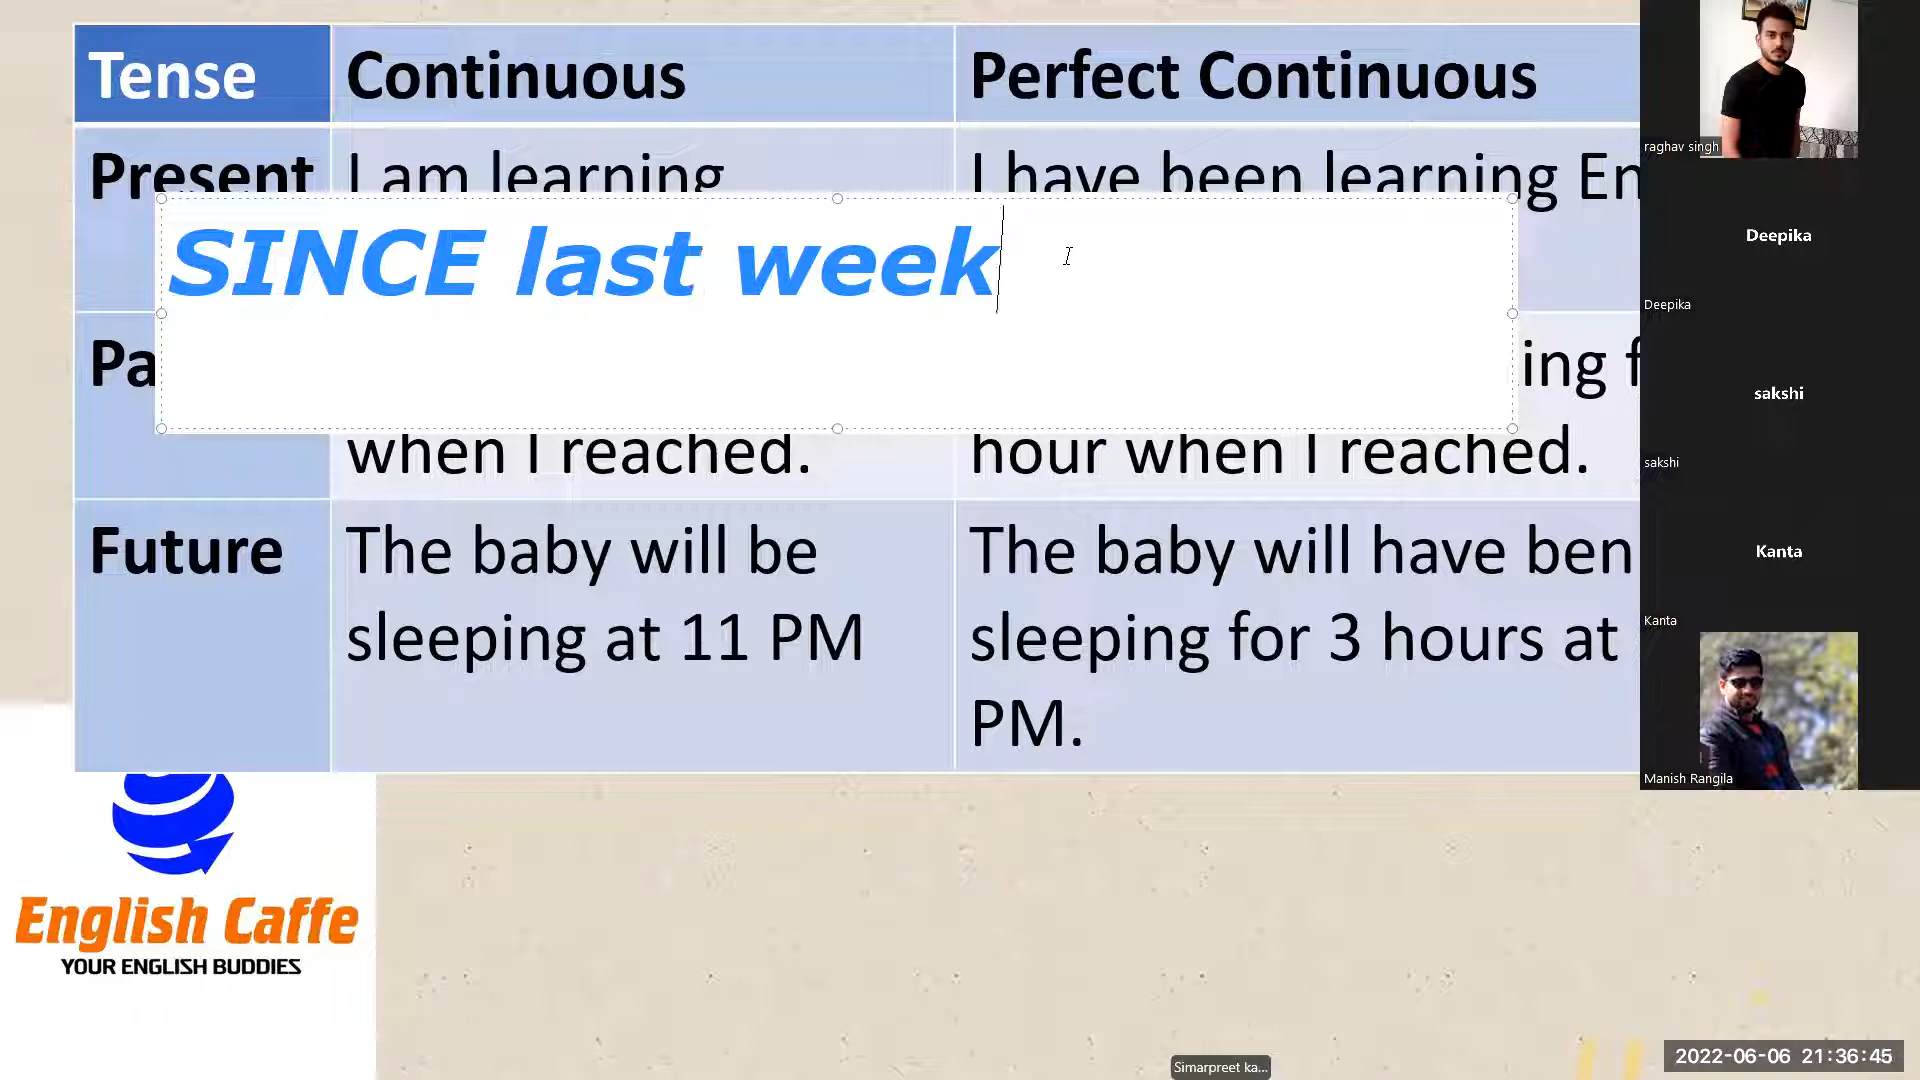 Tense
Continuous
Perfect Continuous
Present
I am learning
I have been learning En
SINCE last week
Pa
ing f
when I reached.
hour when I reached.
Future
The baby will be
sleeping at 11 PM
The baby will have ben
sleeping for 3 hours at
PM.
English Caffe
YOUR ENGLISH BUDDIES
raghav singh
Deepika
Deepika
sakshi
sakshi
Kanta
Kanta
Manish Rangila
Simarpreet ka...
2022-06-06 21:36:45